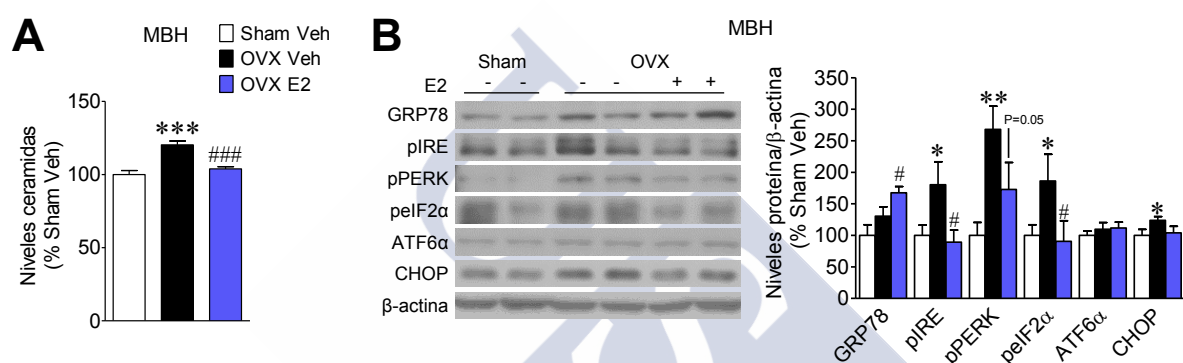 A
MBH
Sham Veh
OVX Veh
OVX E2
Niveles ceramidas
(% Sham Veh)
150
100
50
0
***
###
B
MBH
Sham OVX
E2 - - - - + +
GRP78
pIRE
pPERK
peIF2α
ATF6α
CHOP
β-actina
Niveles proteína/β-actina
(% Sham Veh)
350
300
250
200
150
100
50
0
#
*
#
**
P=0.05
*
#
*
GRP78
pIRE
pPERK
peIF2α
ATF6α
CHOP